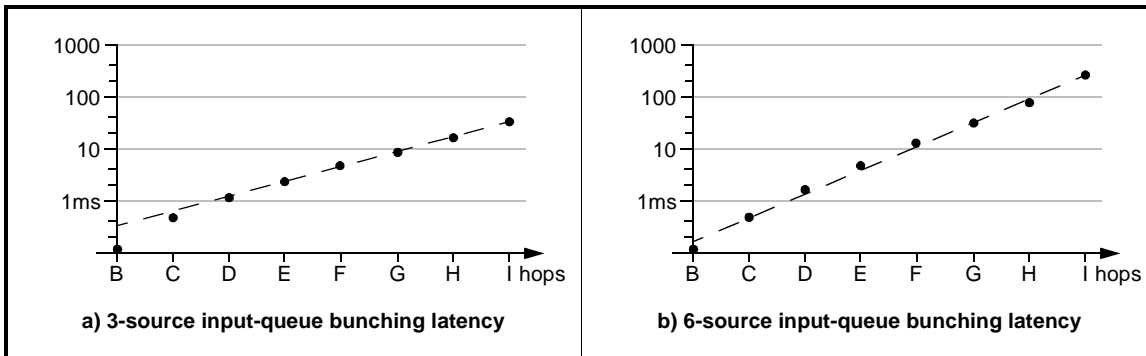 1000
100
10
1ms
B C D E F G H I hops
a) 3-source input-queue bunching latency
1000
100
10
1ms
B C D E F G H I hops
b) 6-source input-queue bunching latency